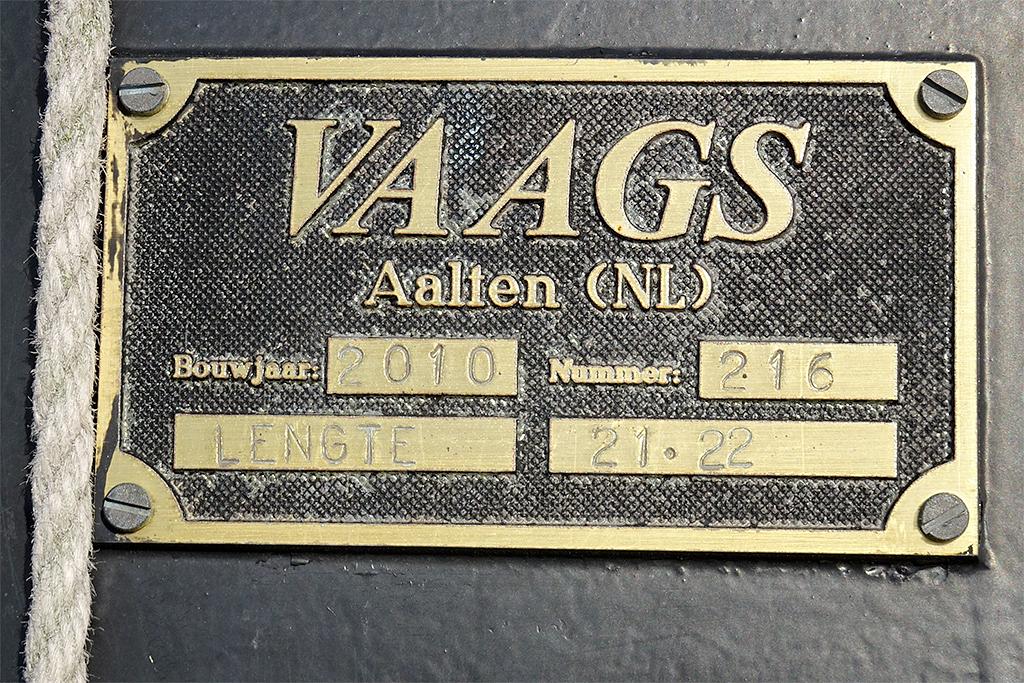 VAAGS
Aalten (NL)
Bouwjaar: 2010 Nummer: 216
LENGTE 21.22